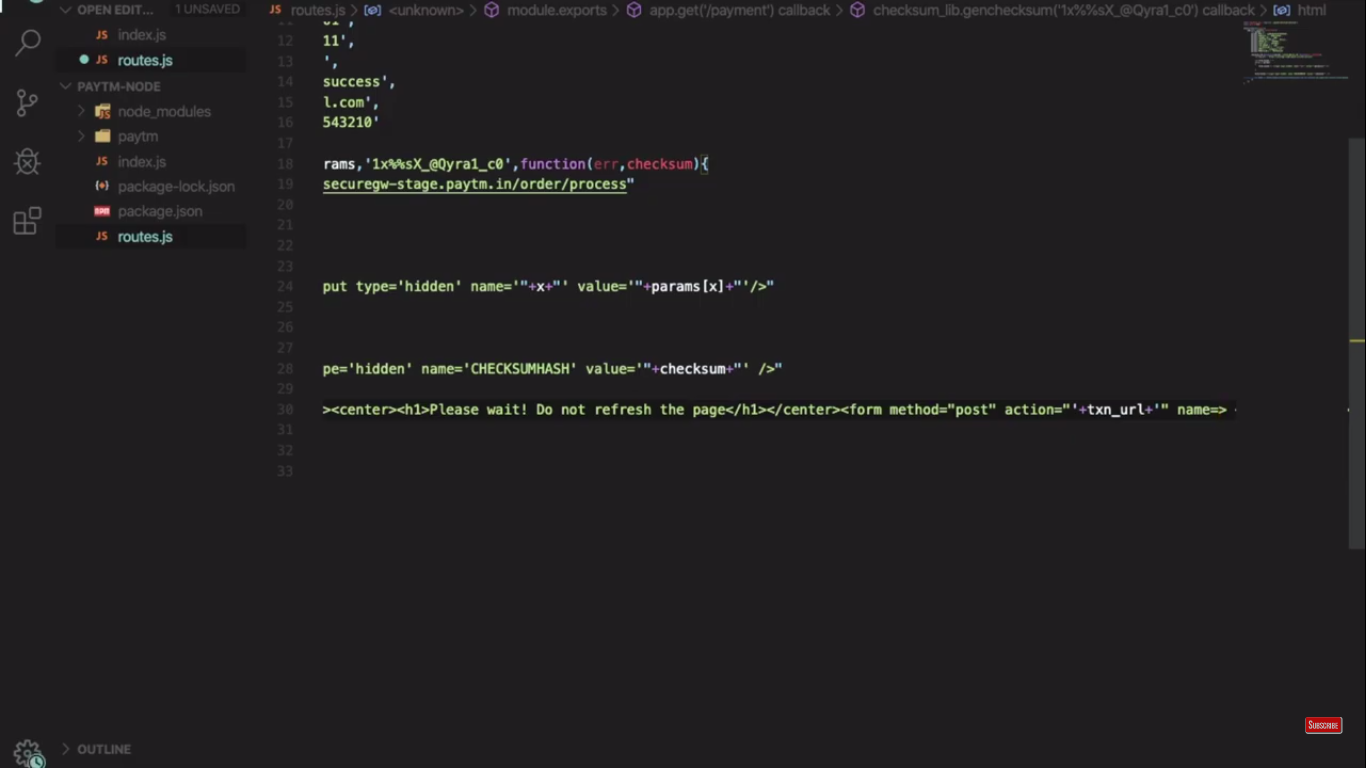 routes.js > <unknown> > module.exports > app.get('/payment') callback > checksum_lib.genchecksum('1x%%sX_@Qyra1_c0') callback > html
OPEN EDIT... 1 UNSAVED
JS index.js
JS routes.js
PAYTM-NODE
node_modules
paytm
JS index.js
package-lock.json
package.json
JS routes.js
OUTLINE
12 11',
13 ',
14 success',
15 l.com',
16 543210'
17
18 rams,'1x%%sX_@Qyra1_c0',function(err,checksum){
19 securegw-stage.paytm.in/order/process"
20
21
22
23
24 put type='hidden' name='"+x+"' value='"+params[x]+"'/>"
25
26
27
28 pe='hidden' name='CHECKSUMHASH' value='"+checksum+"' />"
29
30 ><center><h1>Please wait! Do not refresh the page</h1></center><form method="post" action="'+txn_url+'" name=>
31
32
33
SUBSCRIBE